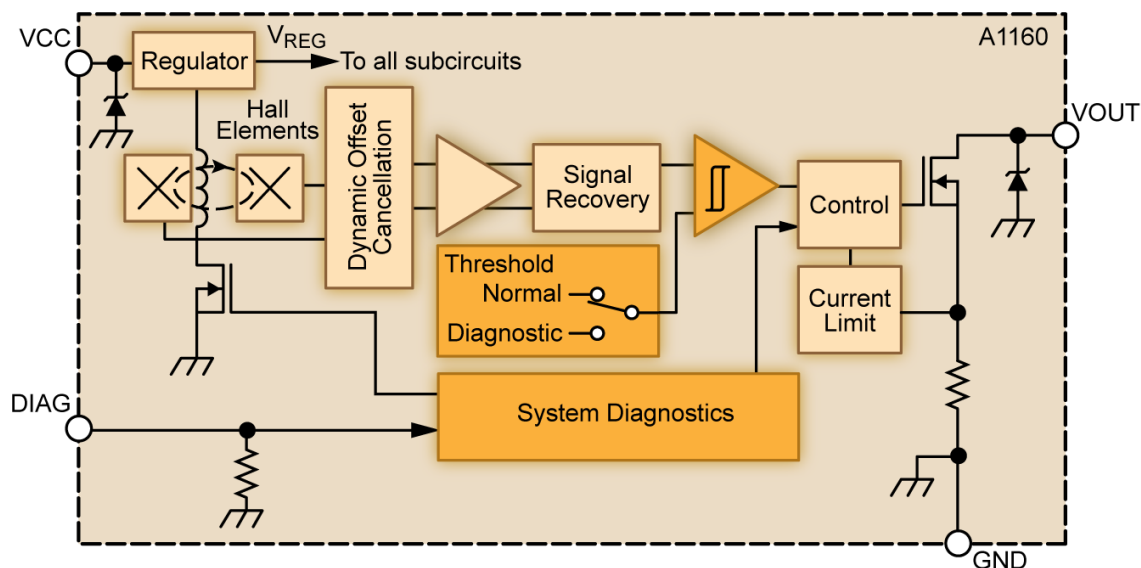 A1160
VCC
Regulator
VREG
To all subcircuits
Hall
Elements
Dynamic Offset
Cancellation
Signal
Recovery
Control
VOUT
Threshold
Normal
Diagnostic
Current
Limit
DIAG
System Diagnostics
GND